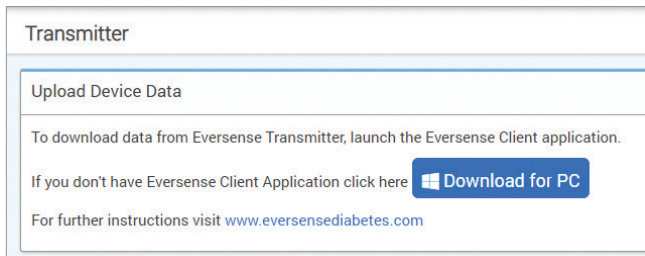 Transmitter
Upload Device Data
To download data from Eversense Transmitter, launch the Eversense Client application.
If you don't have Eversense Client Application click here Download for PC
For further instructions visit www.eversensediabetes.com